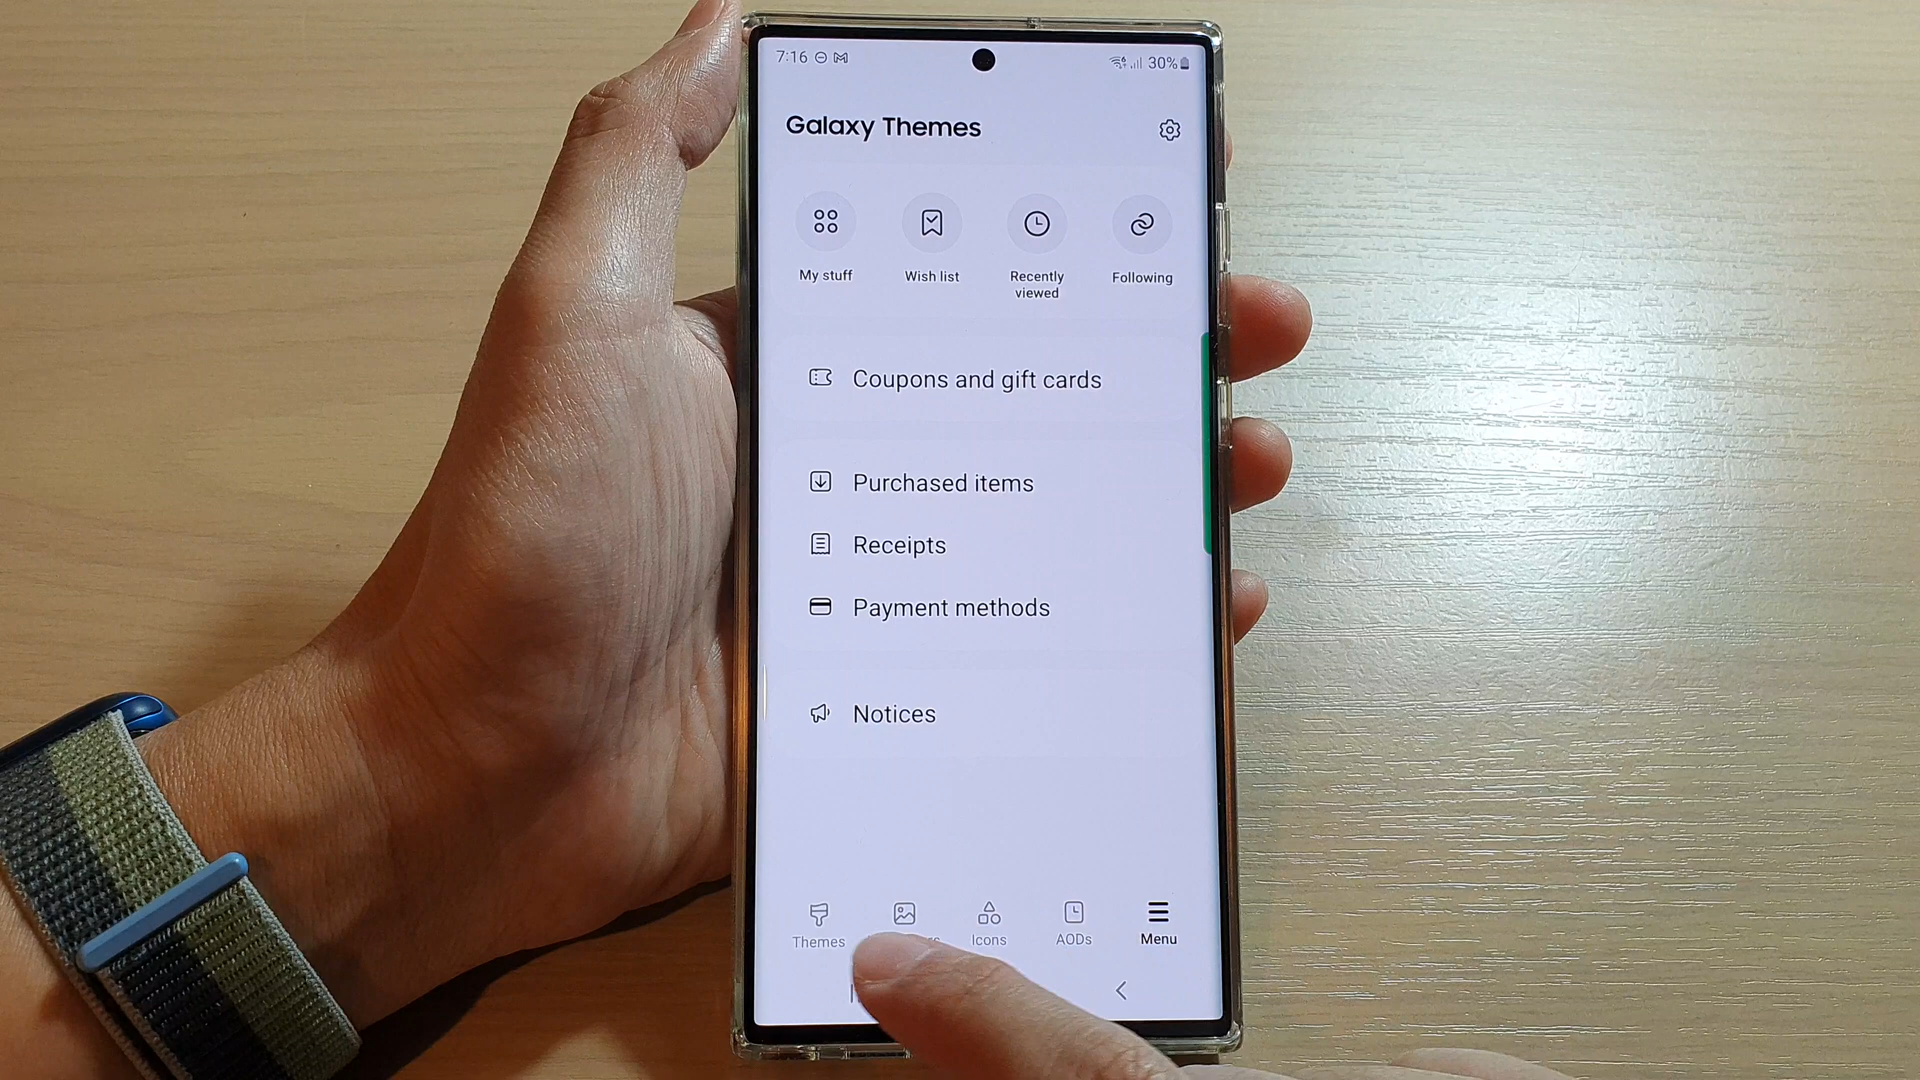 7:16
30%
Galaxy Themes
My stuff
Wish list
Recently
viewed
Following
Coupons and gift cards
Purchased items
Receipts
Payment methods
Notices
Themes
Icons
AODs
Menu